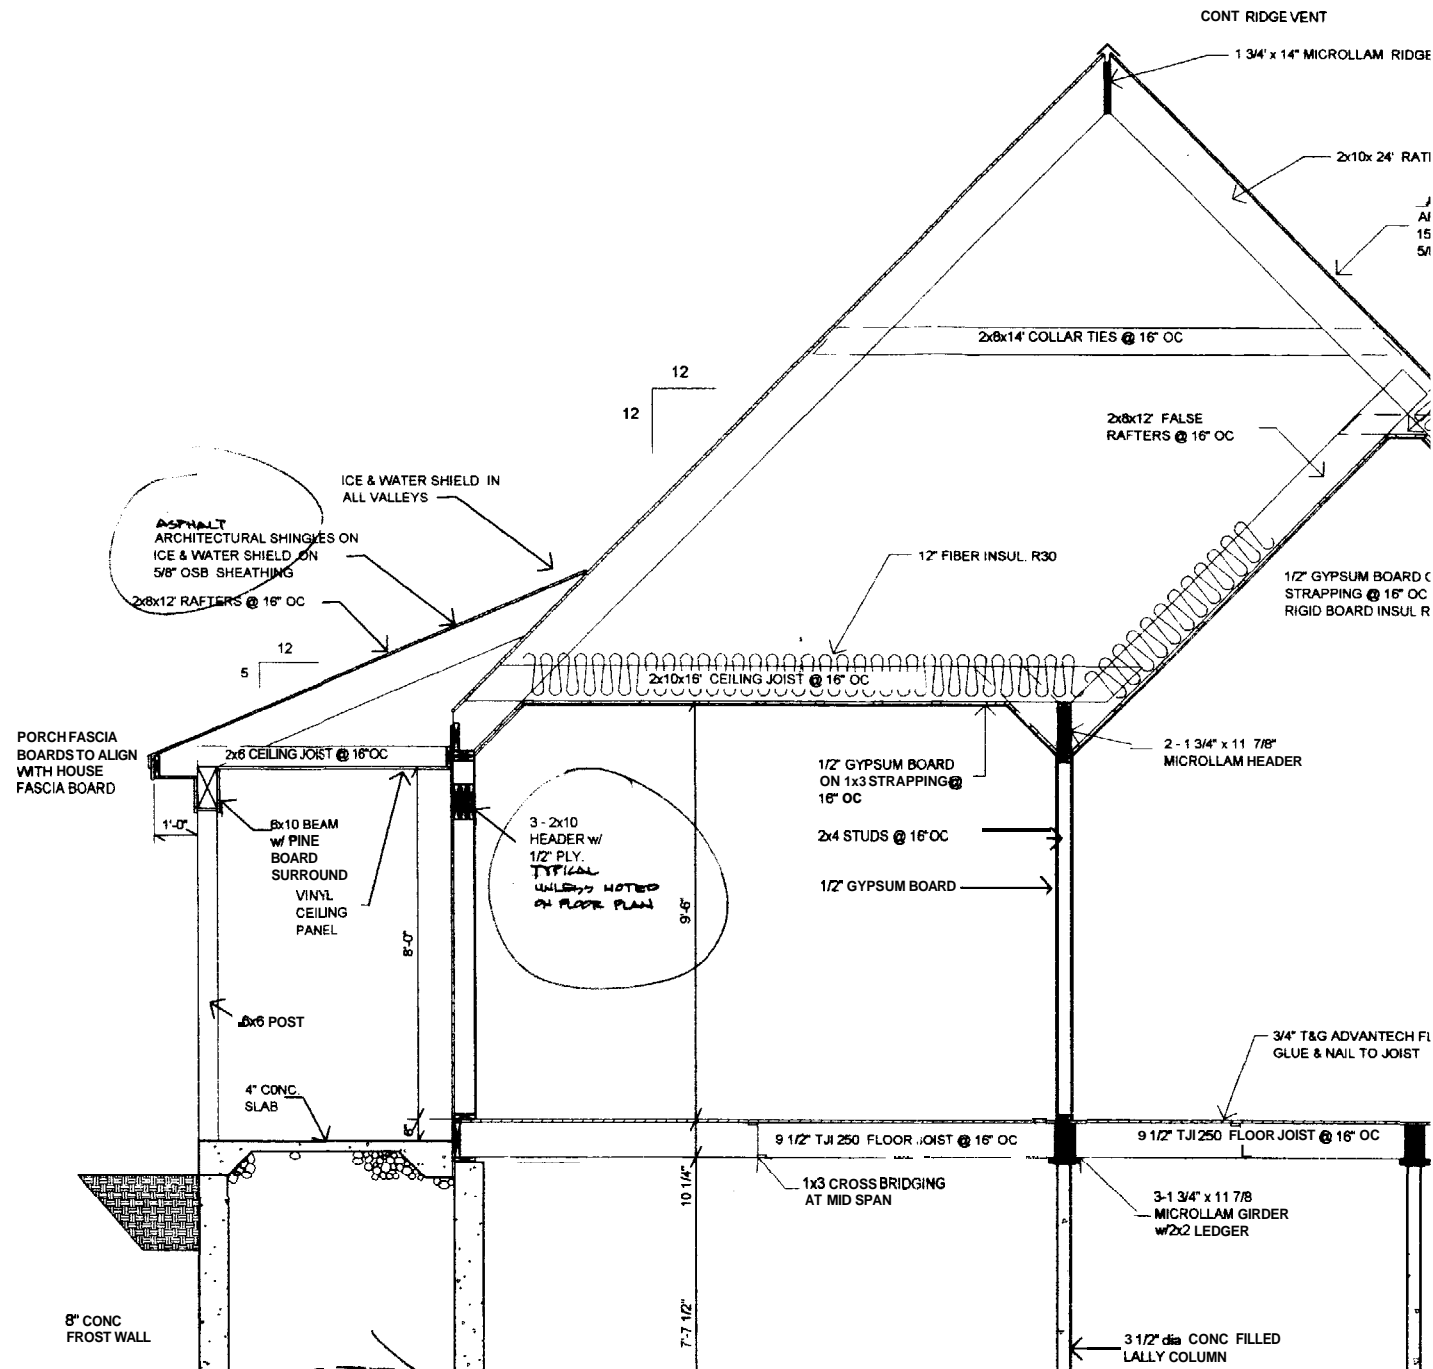 CONT RIDGE VENT
1 3/4' x 14" MICROLLAM RIDGE
2x10x 24'
15
2x8x14' COLLAR TIES @ 16" OC
12
12
2x8x12' FALSE
RAFTERS @ 16" OC
ICE & WATER SHIELD IN
ALL VALLEYS
ASPHALT
ARCHITECTURAL SHINGLES ON
ICE & WATER SHIELD ON
5/8" OSB SHEATHING
2x8x12' RAFTERS @ 16" OC
12" FIBER INSUL. R30
1/2" GYPSUM BOARD
STRAPPING @ 16" OC
RIGID BOARD INSUL R
12
5
2x10x16' CEILING JOIST @ 16" OC
PORCH FASCIA
BOARDS TO ALIGN
WITH HOUSE
FASCIA BOARD
2x6 CEILING JOIST @ 16"OC
2 - 1 3/4" x 11 7/8"
MICROLLAM HEADER
1/2" GYPSUM BOARD
ON 1x3 STRAPPING @
16" OC
1'-0"
6x10 BEAM
w/ PINE
BOARD
SURROUND
VINYL
CEILING
PANEL
3 - 2x10
HEADER w/
1/2" PLY.
TYPICAL
UNLESS NOTED
ON FLOOR PLAN
2x4 STUDS @ 16"OC
1/2" GYPSUM BOARD
9'-6"
8'-0"
6x6 POST
3/4" T&G ADVANTECH
GLUE & NAIL TO JOIST
4" CONC.
SLAB
6"
9 1/2" TJI 250 FLOOR JOIST @ 16" OC
9 1/2" TJI 250 FLOOR JOIST @ 16" OC
1x3 CROSS BRIDGING
AT MID SPAN
10 1/4"
3-1 3/4" x 11 7/8
MICROLLAM GIRDER
w/2x2 LEDGER
8" CONC
FROST WALL
7'-7 1/2"
3 1/2" dia CONC FILLED
LALLY COLUMN